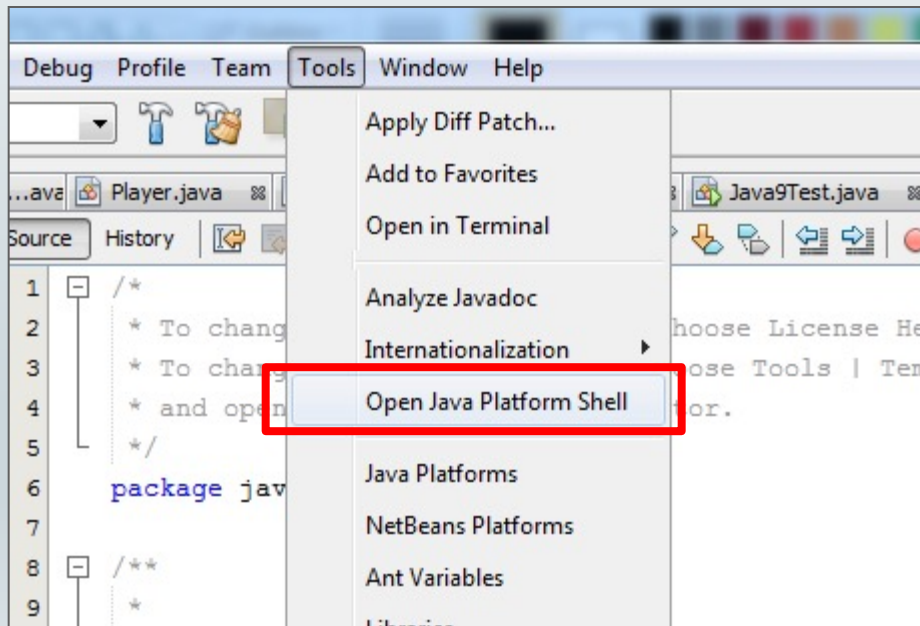 Debug Profile Team Tools Window Help
Apply Diff Patch...
Add to Favorites
Open in Terminal
Analyze Javadoc
Internationalization
Open Java Platform Shell
Java Platforms
NetBeans Platforms
Ant Variables
...ava Player.java Java9Test.java
Source History
1 /*
2 * To chang hoose License He
3 * To chang ose Tools | Tem
4 * and open tor.
5 */
6 package jav
7
8 /**
9 *